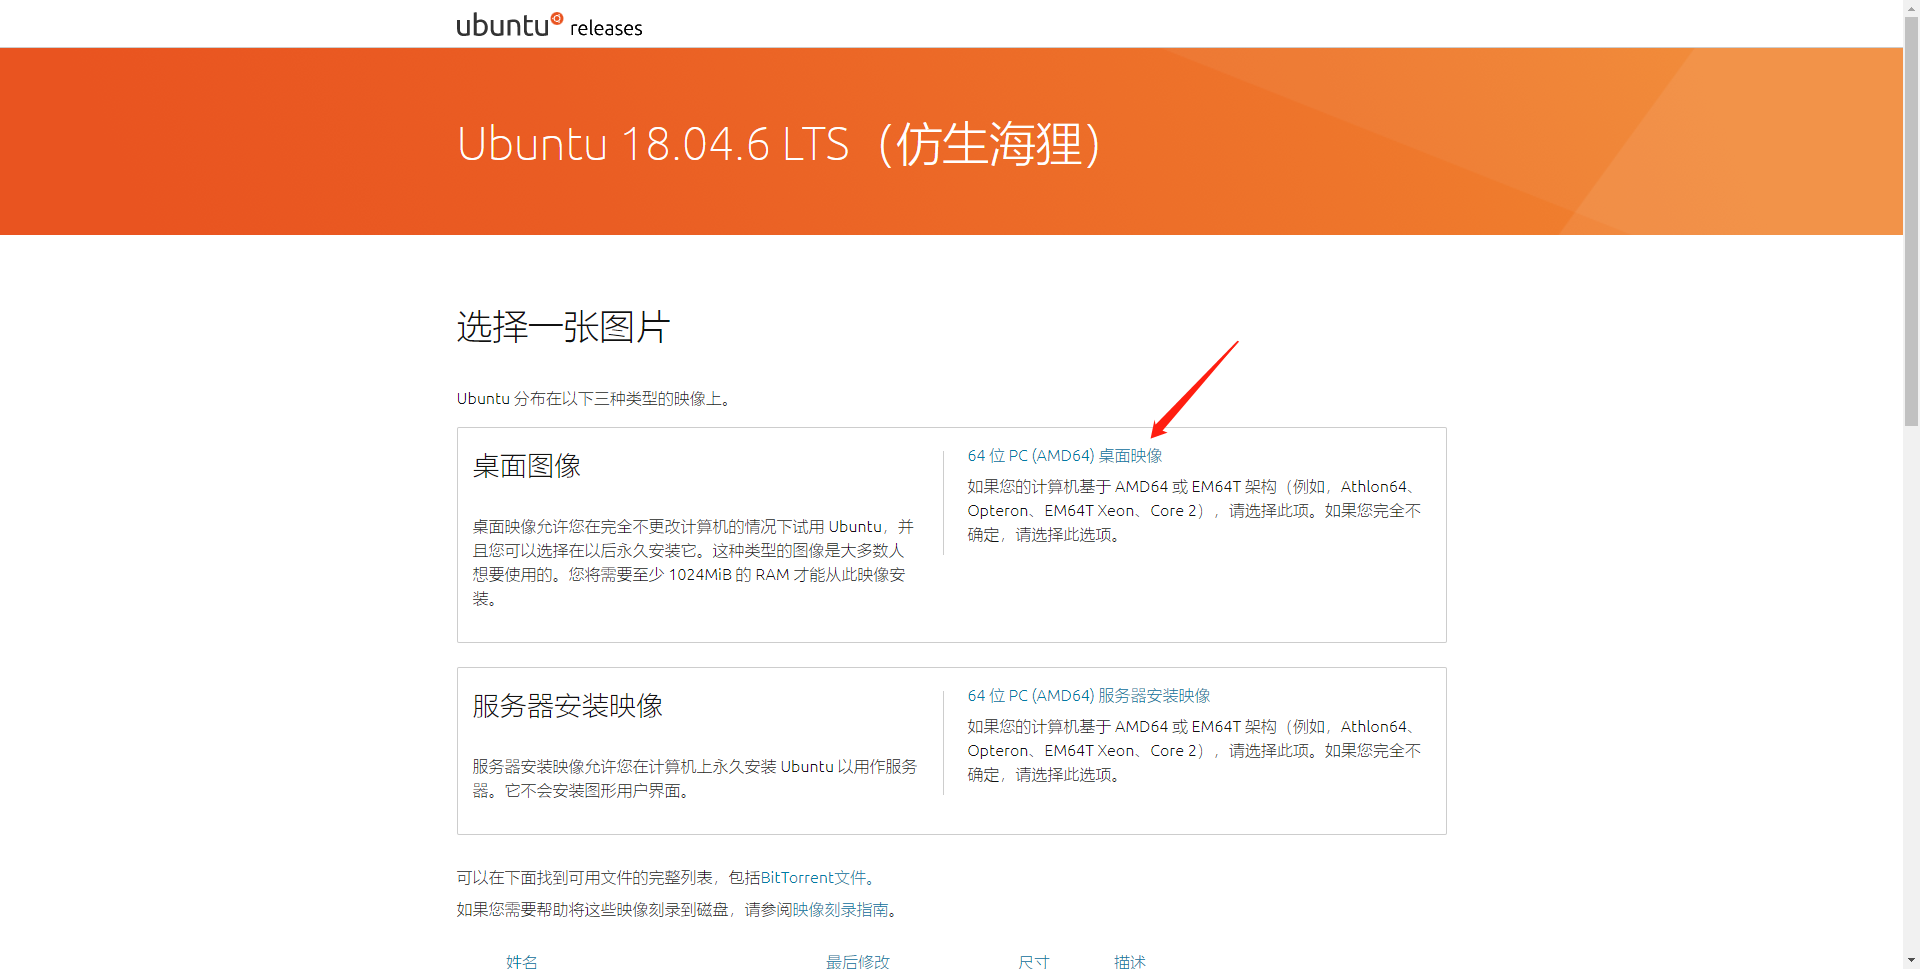 ubuntu releases
Ubuntu 18.04.6 LTS（仿生海狸）
选择一张图片
Ubuntu 分布在以下三种类型的映像上。
桌面图像
桌面映像允许您在完全不更改计算机的情况下试用 Ubuntu，并
且您可以选择在以后永久安装它。这种类型的图像是大多数人
想要使用的。您将需要至少 1024MiB 的 RAM 才能从此映像安
装。
64 位 PC (AMD64) 桌面映像
如果您的计算机基于 AMD64 或 EM64T 架构（例如，Athlon64、
Opteron、EM64T Xeon、Core 2），请选择此项。如果您完全不
确定，请选择此选项。
服务器安装映像
服务器安装映像允许您在计算机上永久安装 Ubuntu 以用作服务
器。它不会安装图形用户界面。
64 位 PC (AMD64) 服务器安装映像
如果您的计算机基于 AMD64 或 EM64T 架构（例如，Athlon64、
Opteron、EM64T Xeon、Core 2），请选择此项。如果您完全不
确定，请选择此选项。
可以在下面找到可用文件的完整列表，包括BitTorrent文件。
如果您需要帮助将这些映像刻录到磁盘，请参阅映像刻录指南。
姓名 最后修改 尺寸 描述